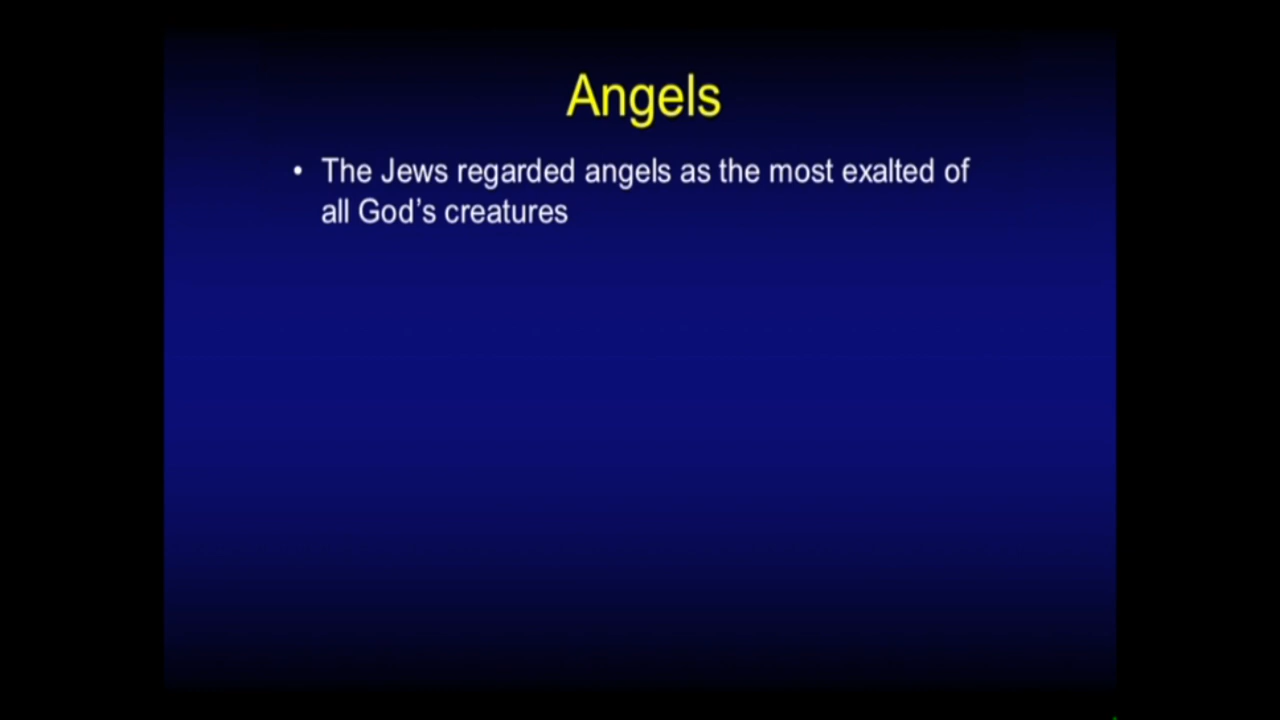 Angels
• The Jews regarded angels as the most exalted of
all God’s creatures